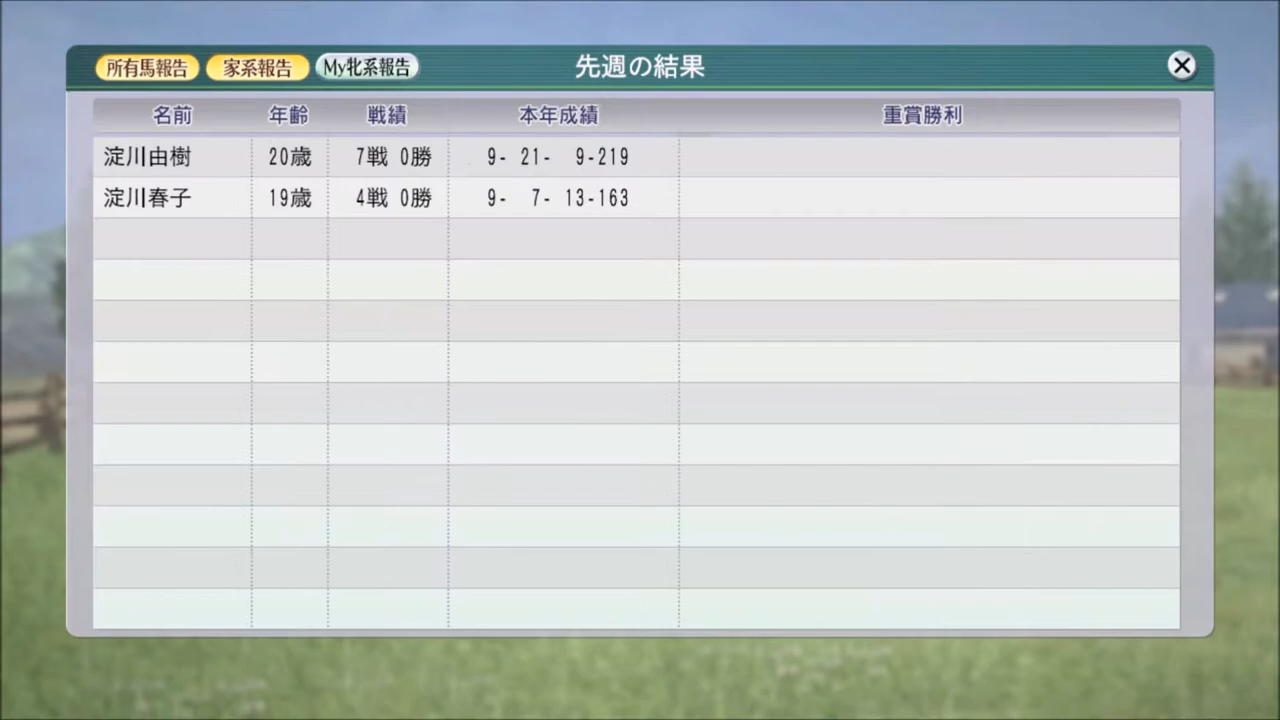 所有馬報告 家系報告 My牝系報告 先週の結果
名前 年齢 戦績 本年成績 重賞勝利
淀川由樹 20歳 7戦 0勝 9- 21- 9-219
淀川春子 19歳 4戦 0勝 9- 7- 13-163